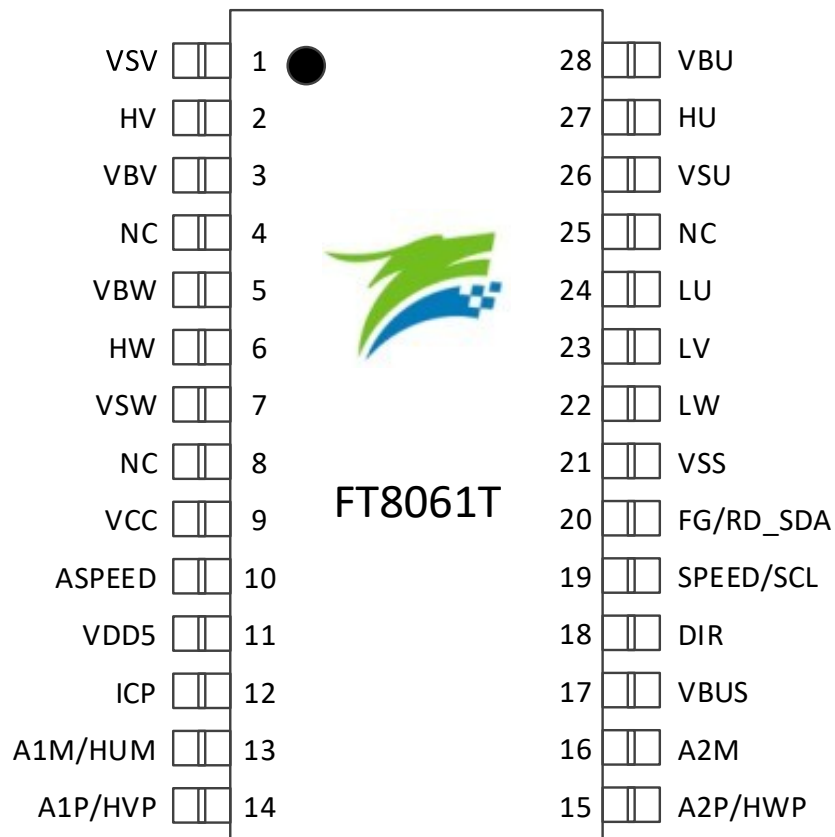 VSV 1 28 VBU
HV 2 27 HU
VBV 3 26 VSU
NC 4 25 NC
VBW 5 24 LU
HW 6 23 LV
VSW 7 22 LW
NC 8 21 VSS
FT8061T
VCC 9 20 FG/RD_SDA
ASPEED 10 19 SPEED/SCL
VDD5 11 18 DIR
ICP 12 17 VBUS
A1M/HUM 13 16 A2M
A1P/HVP 14 15 A2P/HWP